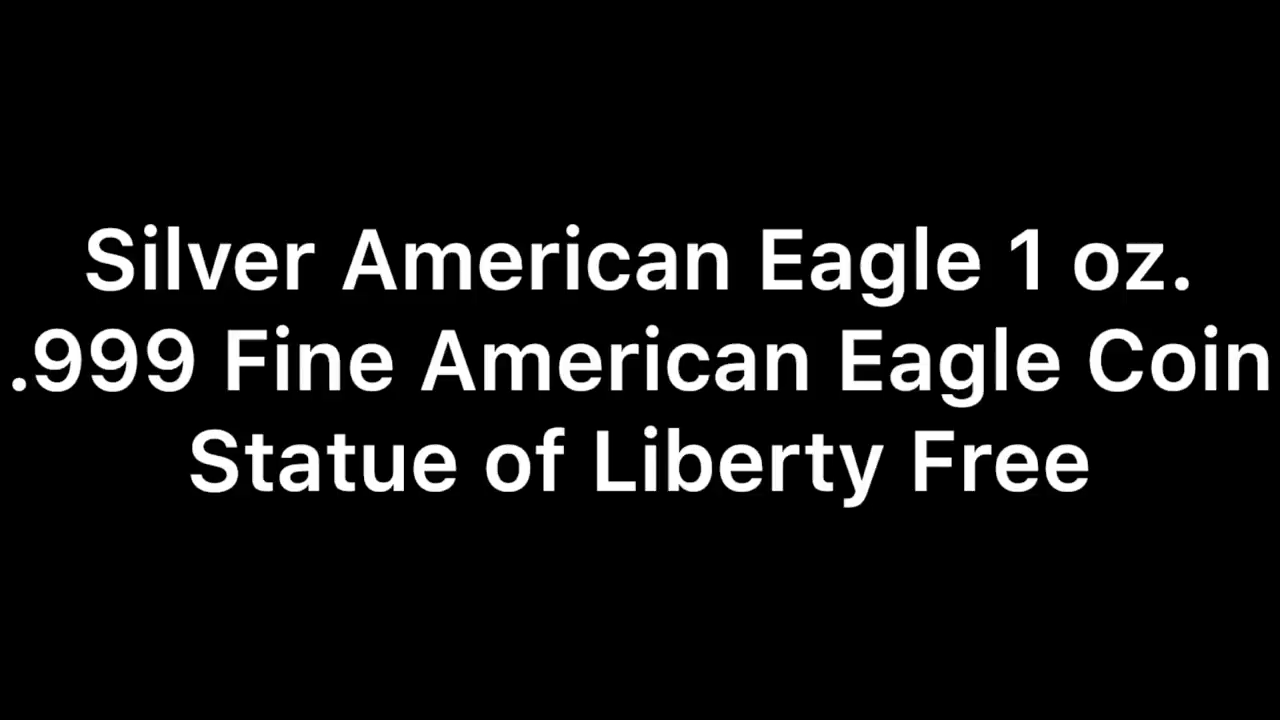 Silver American Eagle 1 oz.
.999 Fine American Eagle Coin
Statue of Liberty Free